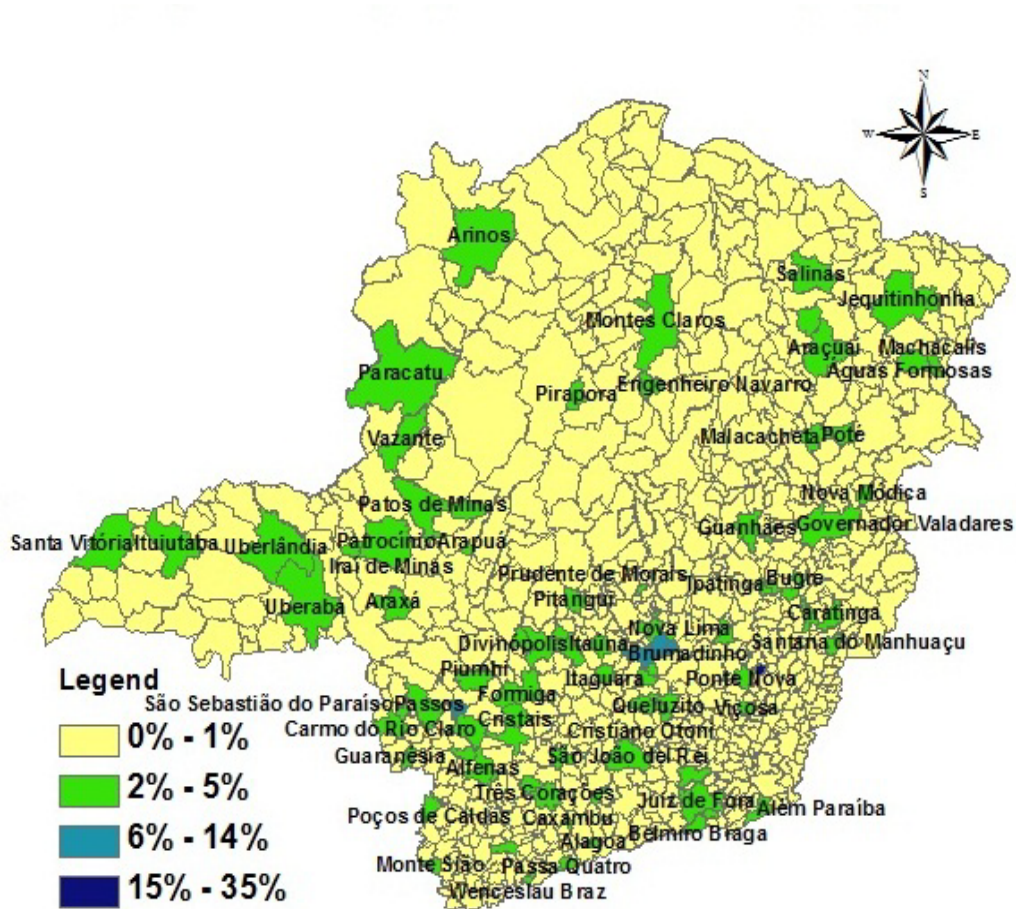 N
W E
S
Arinos
Salinas
Jequitinhonha
Montes Claros
Araçuaí Machacalis
Águas Formosas
Paracatu
Pirapora Engenheiro Navarro
Vazante
Malacacheta Poté
Patos de Minas
Nova Módica
Guanhães Governador Valadares
Santa Vitória Ituiutaba Uberlândia Patrocínio Arapuá
Iraí de Minas
Prudente de Morais Ipatinga Bugre
Uberaba Araxá Pitangui
Caratinga
Nova Lima
Divinópolis Itaúna Santana do Manhuaçu
Brumadinho
Piumhi
Itaguara Ponte Nova
Legend
Formiga
São Sebastião do Paraíso Passos Queluzito Viçosa
Cristais
Carmo do Rio Claro Cristiano Otoni
0% - 1%
Guaranésia São João del Rei
Alfenas
2% - 5%
Três Corações Juiz de Fora Além Paraíba
Poços de Caldas Caxambu
Belmiro Braga
6% - 14%
Alagoa
Monte Sião Passa Quatro
15% - 35%
Wenceslau Braz